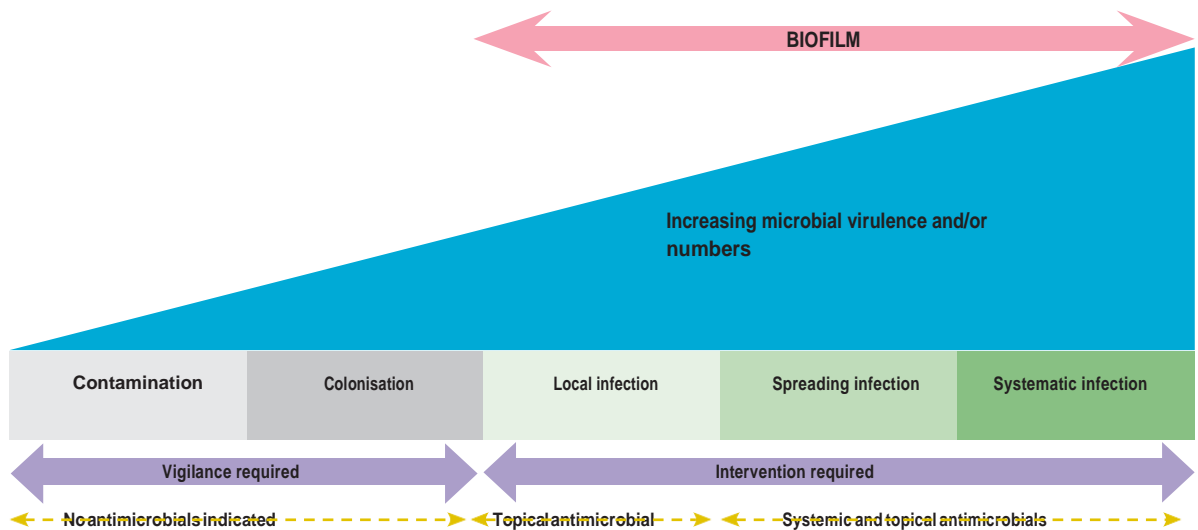 BIOFILM
Increasing microbial virulence and/or
numbers
Contamination
Colonisation
Local infection
Spreading infection
Systematic infection
Vigilance required
Intervention required
No antimicrobials indicated
Topical antimicrobial
Systemic and topical antimicrobials